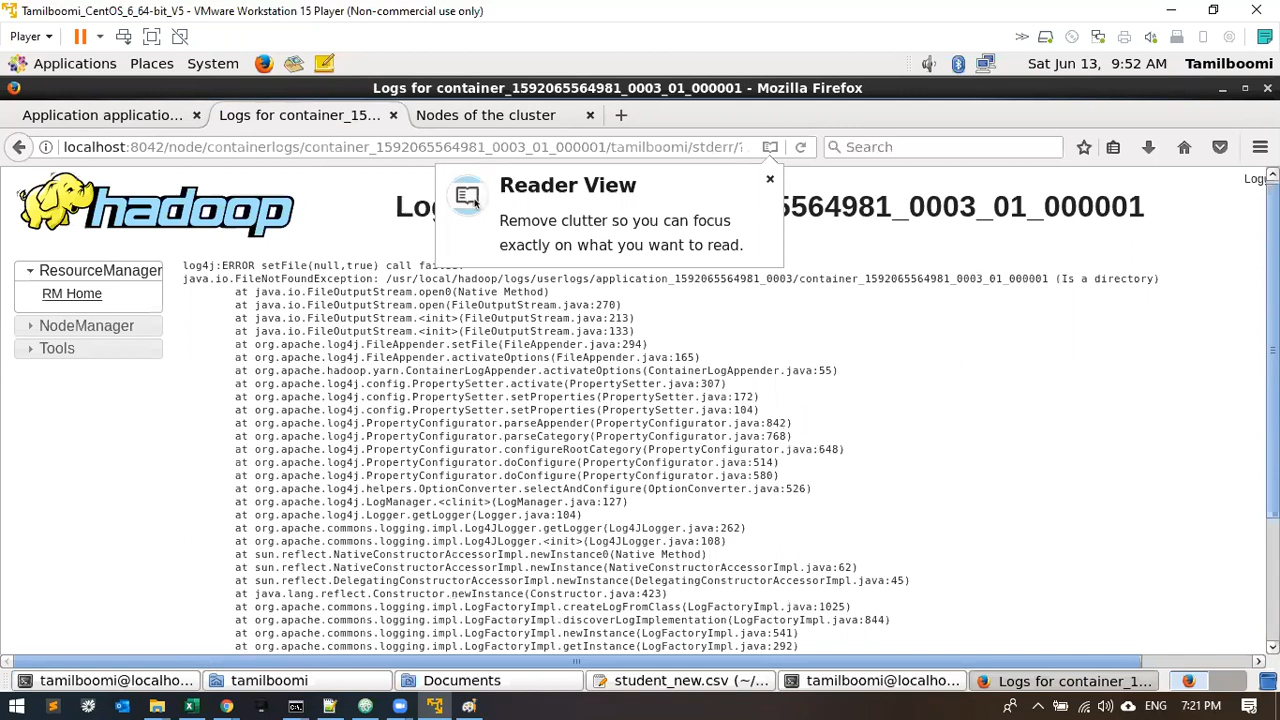 Tamilboomi_CentOS_6_64-bit_V5 - VMware Workstation 15 Player (Non-commercial use only)
Player
Applications Places System Sat Jun 13, 9:52 AM Tamilboomi
Logs for container_1592065564981_0003_01_000001 - Mozilla Firefox
Application applicatio... Logs for container_15... Nodes of the cluster
localhost:8042/node/containerlogs/container_1592065564981_0003_01_000001/tamilboomi/stderr/? Search
Reader View
Remove clutter so you can focus
exactly on what you want to read.
hadoop
Lo 5564981_0003_01_000001
Log
ResourceManager
RM Home
NodeManager
Tools
log4j:ERROR setFile(null,true) call faile
java.io.FileNotFoundException: /usr/local/hadoop/logs/userlogs/application_1592065564981_0003/container_1592065564981_0003_01_000001 (Is a directory)
at java.io.FileOutputStream.open0(Native Method)
at java.io.FileOutputStream.open(FileOutputStream.java:270)
at java.io.FileOutputStream.<init>(FileOutputStream.java:213)
at java.io.FileOutputStream.<init>(FileOutputStream.java:133)
at org.apache.log4j.FileAppender.setFile(FileAppender.java:294)
at org.apache.log4j.FileAppender.activateOptions(FileAppender.java:165)
at org.apache.hadoop.yarn.ContainerLogAppender.activateOptions(ContainerLogAppender.java:55)
at org.apache.log4j.config.PropertySetter.activate(PropertySetter.java:307)
at org.apache.log4j.config.PropertySetter.setProperties(PropertySetter.java:172)
at org.apache.log4j.config.PropertySetter.setProperties(PropertySetter.java:104)
at org.apache.log4j.PropertyConfigurator.parseAppender(PropertyConfigurator.java:842)
at org.apache.log4j.PropertyConfigurator.parseCategory(PropertyConfigurator.java:768)
at org.apache.log4j.PropertyConfigurator.configureRootCategory(PropertyConfigurator.java:648)
at org.apache.log4j.PropertyConfigurator.doConfigure(PropertyConfigurator.java:514)
at org.apache.log4j.PropertyConfigurator.doConfigure(PropertyConfigurator.java:580)
at org.apache.log4j.helpers.OptionConverter.selectAndConfigure(OptionConverter.java:526)
at org.apache.log4j.LogManager.<clinit>(LogManager.java:127)
at org.apache.log4j.Logger.getLogger(Logger.java:104)
at org.apache.commons.logging.impl.Log4JLogger.getLogger(Log4JLogger.java:262)
at org.apache.commons.logging.impl.Log4JLogger.<init>(Log4JLogger.java:108)
at sun.reflect.NativeConstructorAccessorImpl.newInstance0(Native Method)
at sun.reflect.NativeConstructorAccessorImpl.newInstance(NativeConstructorAccessorImpl.java:62)
at sun.reflect.DelegatingConstructorAccessorImpl.newInstance(DelegatingConstructorAccessorImpl.java:45)
at java.lang.reflect.Constructor.newInstance(Constructor.java:423)
at org.apache.commons.logging.impl.LogFactoryImpl.createLogFromClass(LogFactoryImpl.java:1025)
at org.apache.commons.logging.impl.LogFactoryImpl.discoverLogImplementation(LogFactoryImpl.java:844)
at org.apache.commons.logging.impl.LogFactoryImpl.newInstance(LogFactoryImpl.java:541)
at org.apache.commons.logging.impl.LogFactoryImpl.getInstance(LogFactoryImpl.java:292)
tamilboomi@localho... tamilboomi Documents student_new.csv (~/... tamilboomi@localho... Logs for container_1...
ENG 7:21 PM